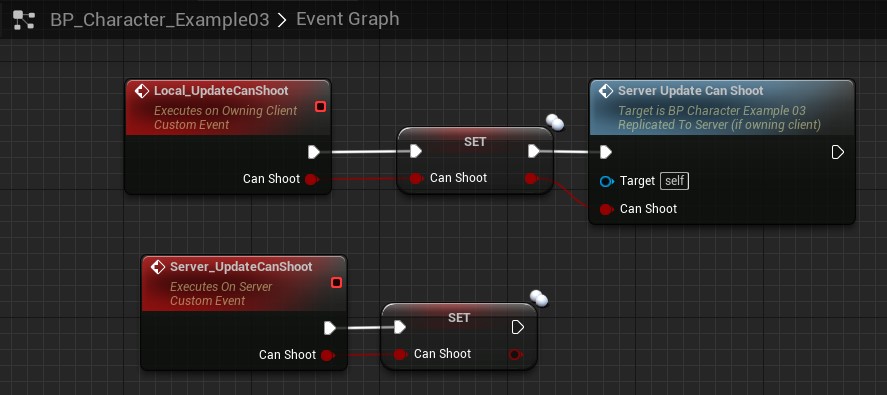 BP_Character_Example03 > Event Graph
Local_UpdateCanShoot
Executes on Owning Client
Custom Event
Can Shoot
SET
Can Shoot
Server Update Can Shoot
Target is BP Character Example 03
Replicated To Server (if owning client)
Target self
Can Shoot
Server_UpdateCanShoot
Executes On Server
Custom Event
Can Shoot
SET
Can Shoot